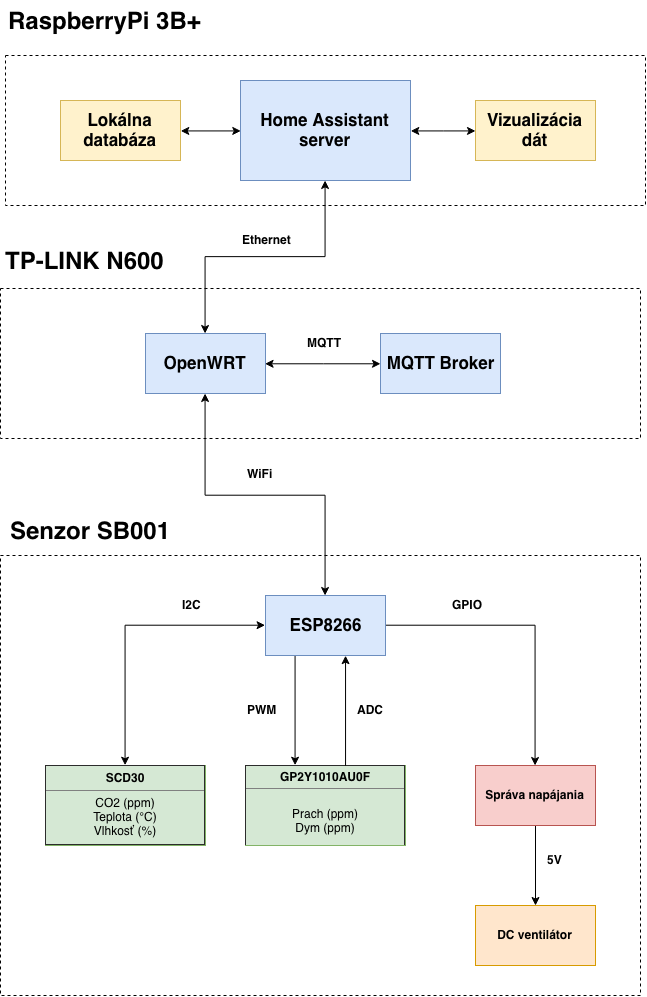 RaspberryPi 3B+
Lokálna
databáza
Home Assistant
server
Vizualizácia
dát
Ethernet
TP-LINK N600
OpenWRT
MQTT
MQTT Broker
WiFi
Senzor SB001
I2C
ESP8266
GPIO
PWM
ADC
SCD30
CO2 (ppm)
Teplota (°C)
Vlhkosť (%)
GP2Y1010AU0F
Prach (ppm)
Dym (ppm)
Správa napájania
5V
DC ventilátor